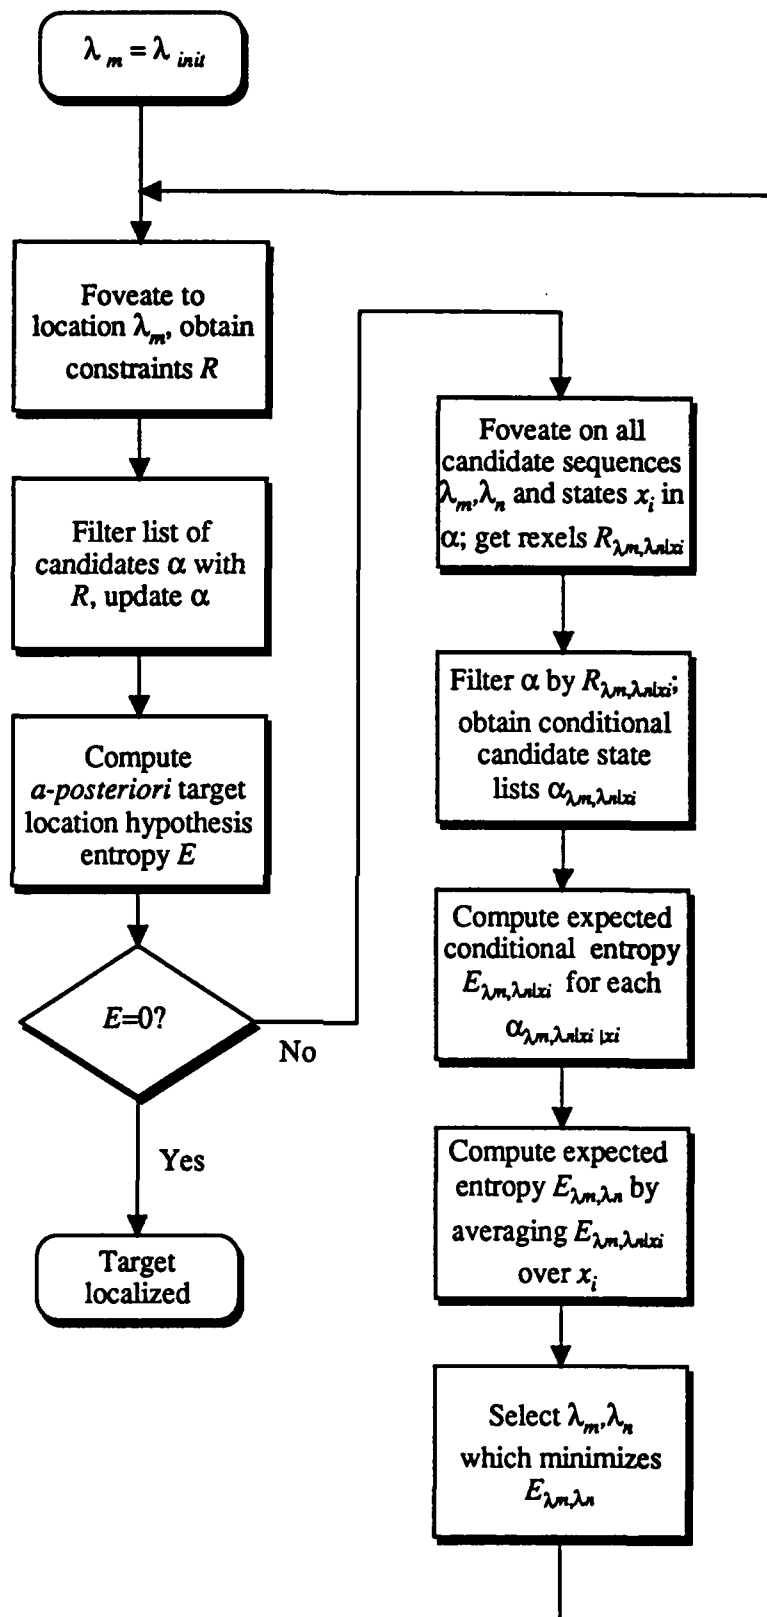 λ m = λ init
Foveate to
location λm, obtain
constraints R
Filter list of
candidates α with
R, update α
Compute
a-posteriori target
location hypothesis
entropy E
E=0?
No
Yes
Target
localized
Foveate on all
candidate sequences
λm,λn and states xi in
α; get rexels Rλm,λn|xi
Filter α by Rλm,λn|xi;
obtain conditional
candidate state
lists αλm,λn|xi
Compute expected
conditional entropy
Eλm,λn|xi for each
αλm,λn|xi |xi
Compute expected
entropy Eλm,λn by
averaging Eλm,λn|xi
over xi
Select λm,λn
which minimizes
Eλm,λn